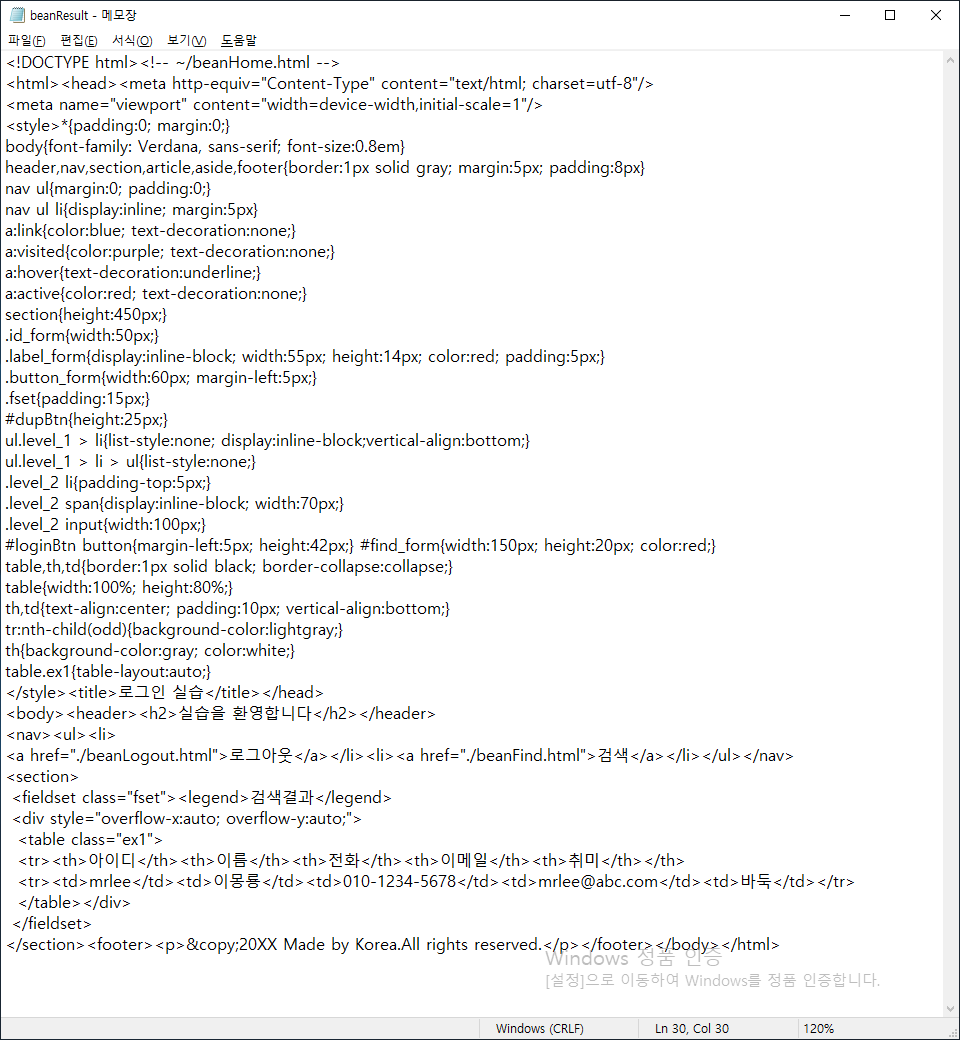 beanResult - 메모장
파일(F) 편집(E) 서식(O) 보기(V) 도움말
<!DOCTYPE html><!-- ~/beanHome.html -->
<html><head><meta http-equiv="Content-Type" content="text/html; charset=utf-8"/>
<meta name="viewport" content="width=device-width,initial-scale=1"/>
<style>*{padding:0; margin:0;}
body{font-family: Verdana, sans-serif; font-size:0.8em}
header,nav,section,article,aside,footer{border:1px solid gray; margin:5px; padding:8px}
nav ul{margin:0; padding:0;}
nav ul li{display:inline; margin:5px}
a:link{color:blue; text-decoration:none;}
a:visited{color:purple; text-decoration:none;}
a:hover{text-decoration:underline;}
a:active{color:red; text-decoration:none;}
section{height:450px;}
.id_form{width:50px;}
.label_form{display:inline-block; width:55px; height:14px; color:red; padding:5px;}
.button_form{width:60px; margin-left:5px;}
.fset{padding:15px;}
#dupBtn{height:25px;}
ul.level_1 > li{list-style:none; display:inline-block;vertical-align:bottom;}
ul.level_1 > li > ul{list-style:none;}
.level_2 li{padding-top:5px;}
.level_2 span{display:inline-block; width:70px;}
.level_2 input{width:100px;}
#loginBtn button{margin-left:5px; height:42px;} #find_form{width:150px; height:20px; color:red;}
table,th,td{border:1px solid black; border-collapse:collapse;}
table{width:100%; height:80%;}
th,td{text-align:center; padding:10px; vertical-align:bottom;}
tr:nth-child(odd){background-color:lightgray;}
th{background-color:gray; color:white;}
table.ex1{table-layout:auto;}
</style><title>로그인 실습</title></head>
<body><header><h2>실습을 환영합니다</h2></header>
<nav><ul><li>
<a href="./beanLogout.html">로그아웃</a></li><li><a href="./beanFind.html">검색</a></li></ul></nav>
<section>
<fieldset class="fset"><legend>검색결과</legend>
<div style="overflow-x:auto; overflow-y:auto;">
<table class="ex1">
<tr><th>아이디</th><th>이름</th><th>전화</th><th>이메일</th><th>취미</th></th>
<tr><td>mrlee</td><td>이몽룡</td><td>010-1234-5678</td><td>mrlee@abc.com</td><td>바둑</td></tr>
</table></div>
</fieldset>
</section><footer><p>&copy;20XX Made by Korea.All rights reserved.</p></footer></body></html>
Windows 정품 인증
[설정]으로 이동하여 Windows를 정품 인증합니다.
Windows (CRLF) Ln 30, Col 30 120%